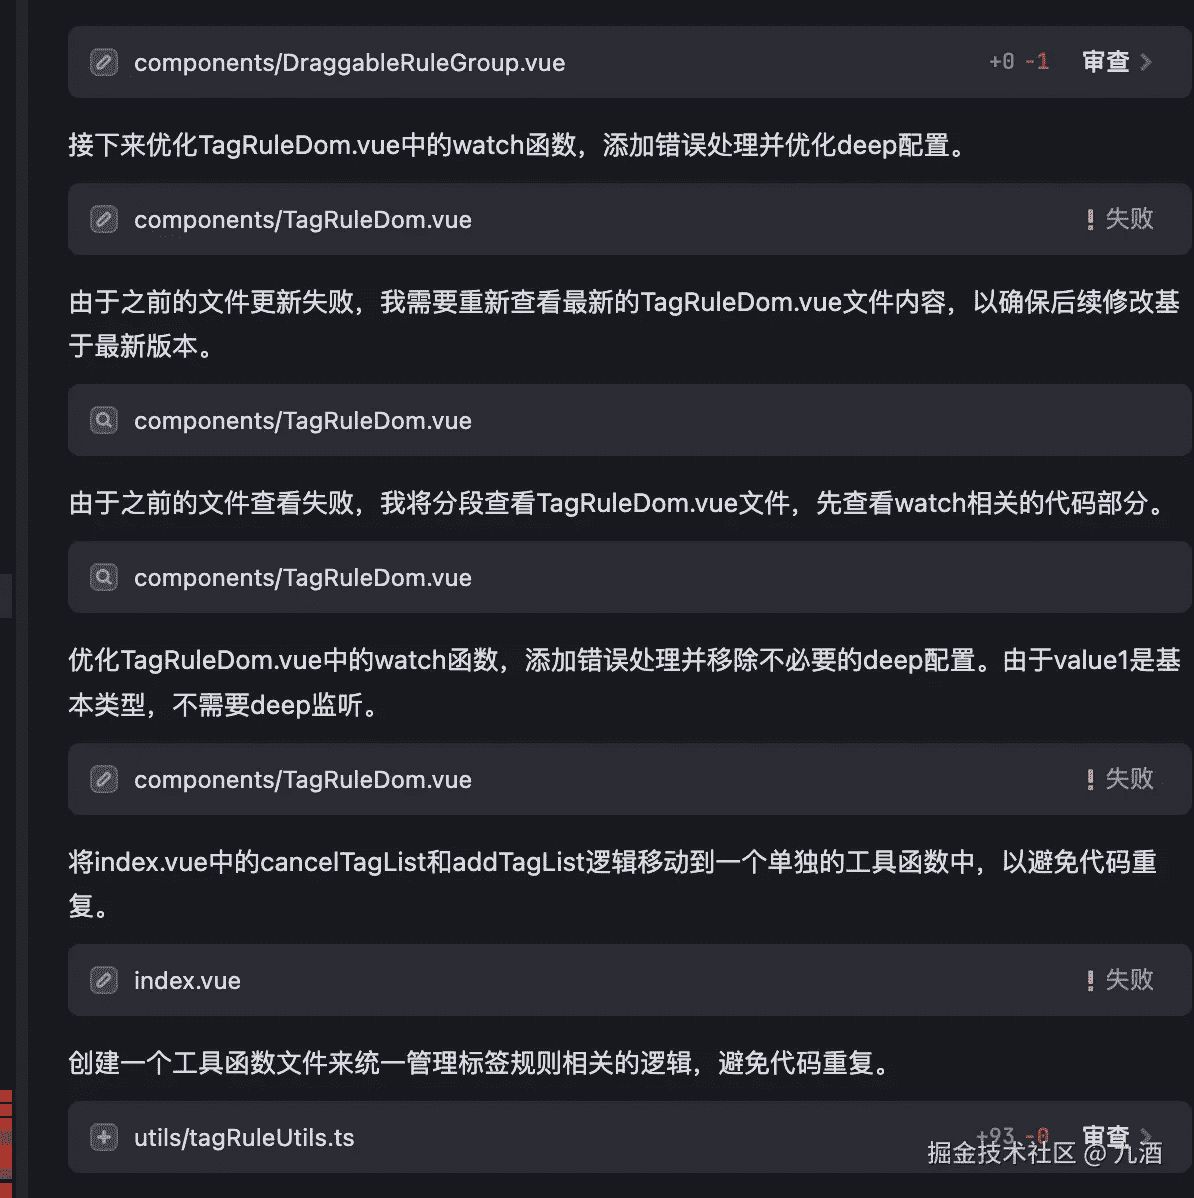 components/DraggableRuleGroup.vue +0 -1 审查
接下来优化TagRuleDom.vue中的watch函数，添加错误处理并优化deep配置。
components/TagRuleDom.vue 失败
由于之前的文件更新失败，我需要重新查看最新的TagRuleDom.vue文件内容，以确保后续修改基
于最新版本。
components/TagRuleDom.vue
由于之前的文件查看失败，我将分段查看TagRuleDom.vue文件，先查看watch相关的代码部分。
components/TagRuleDom.vue
优化TagRuleDom.vue中的watch函数，添加错误处理并移除不必要的deep配置。由于value1是基
本类型，不需要deep监听。
components/TagRuleDom.vue 失败
将index.vue中的cancelTagList和addTagList逻辑移动到一个单独的工具函数中，以避免代码重
复。
index.vue 失败
创建一个工具函数文件来统一管理标签规则相关的逻辑，避免代码重复。
utils/tagRuleUtils.ts +93 -0 审查
掘金技术社区 @ 九酒